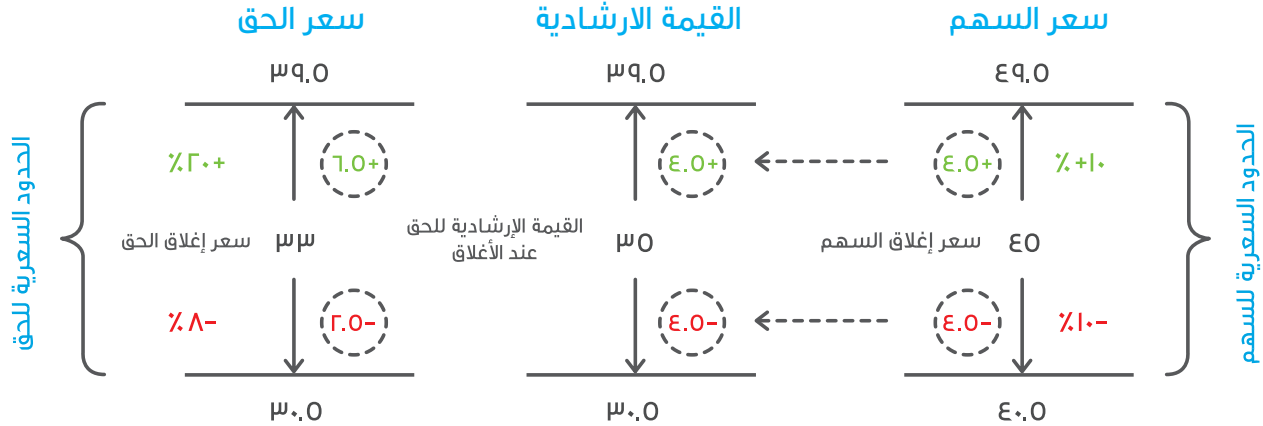 سعر السهم
القيمة الارشادية
سعر الحق
٤٩.٥
٣٩.٥
٣٩.٥
الحدود السعرية للسهم
+١٠٪
+٤.٥
+٤.٥
+٦.٥
+٢٠٪
الحدود السعرية للحق
٤٥
سعر إغلاق السهم
٣٥
القيمة الإرشادية للحق
عند الأغلاق
٣٣
سعر إغلاق الحق
-١٠٪
-٤.٥
-٤.٥
-٢.٥
-٨٪
٤٠.٥
٣٠.٥
٣٠.٥